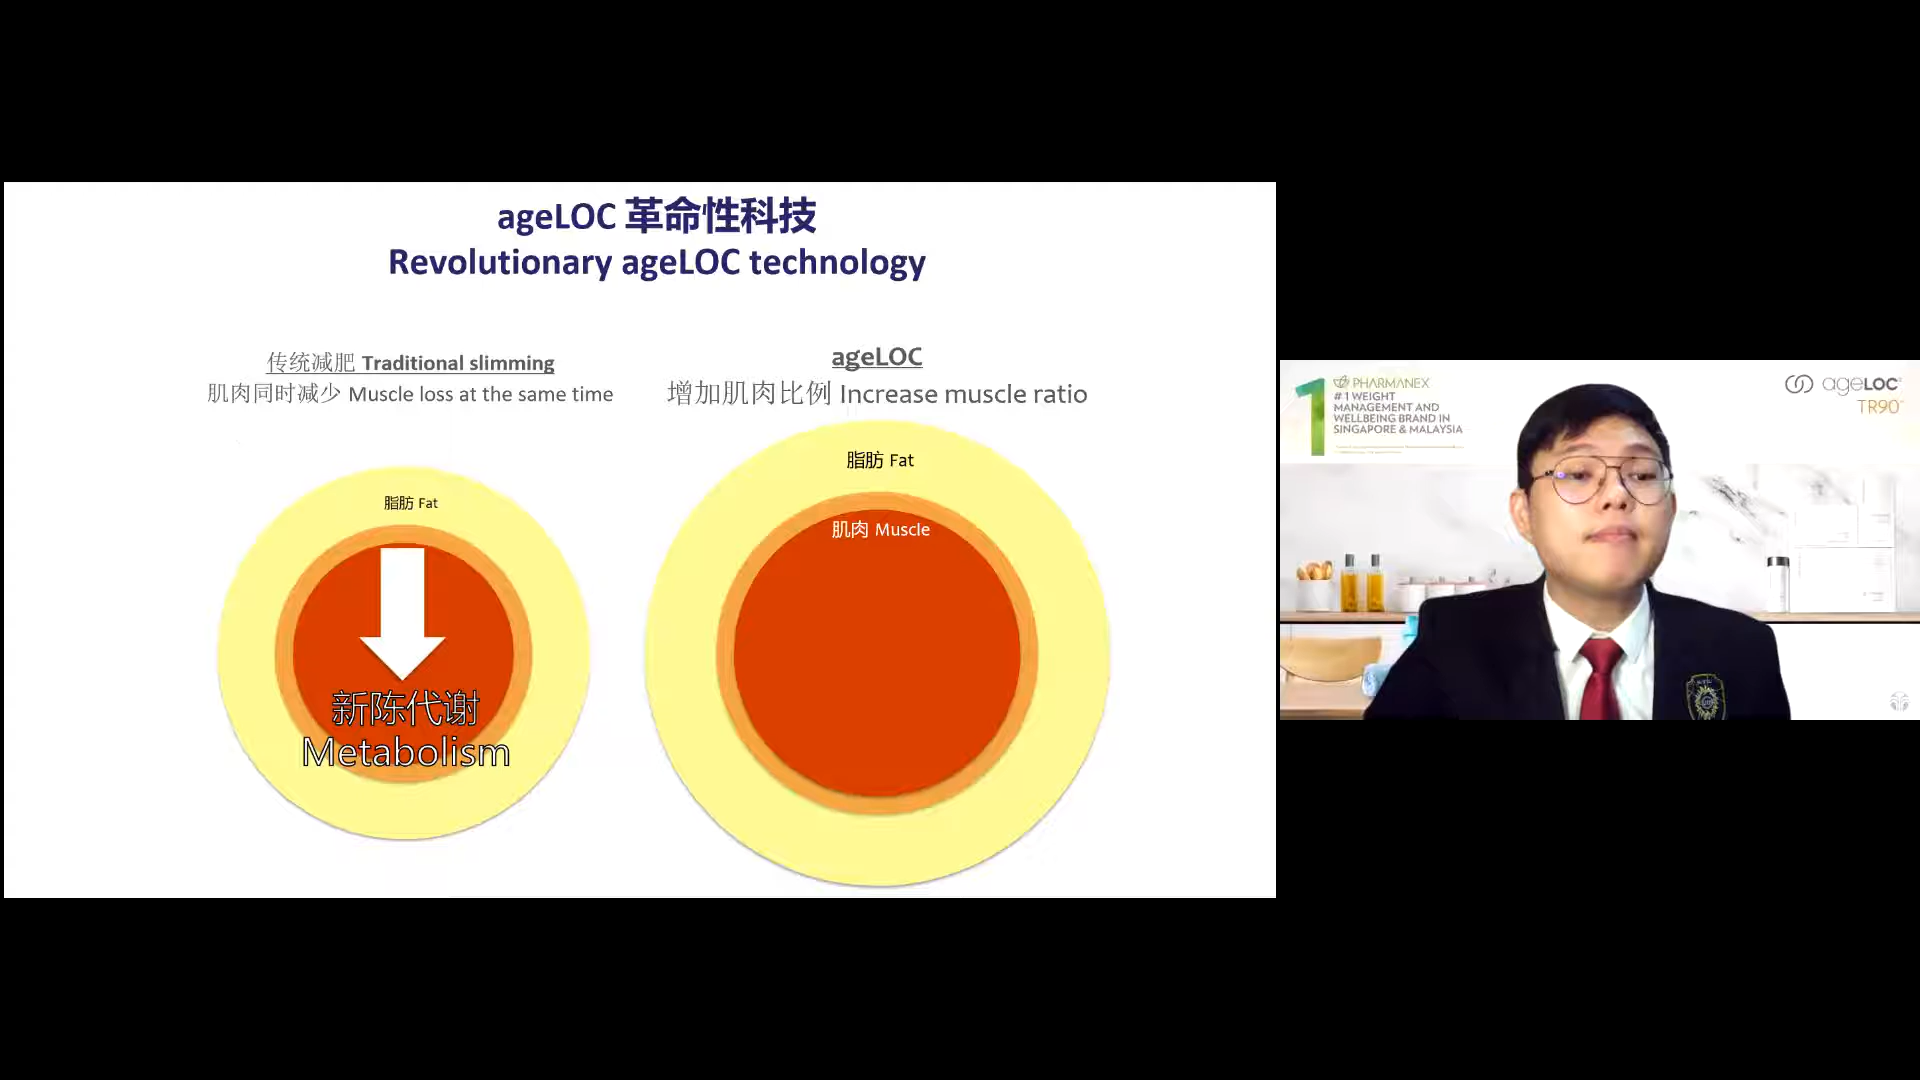 ageLOC 革命性科技
Revolutionary ageLOC technology
传统减肥 Traditional slimming
肌肉同时减少 Muscle loss at the same time
ageLOC
增加肌肉比例 Increase muscle ratio
脂肪 Fat
新陈代谢
Metabolism
脂肪 Fat
肌肉 Muscle
1
PHARMANEX
#1 WEIGHT
MANAGEMENT AND
WELLBEING BRAND IN
SINGAPORE & MALAYSIA
ageLOC
TR90